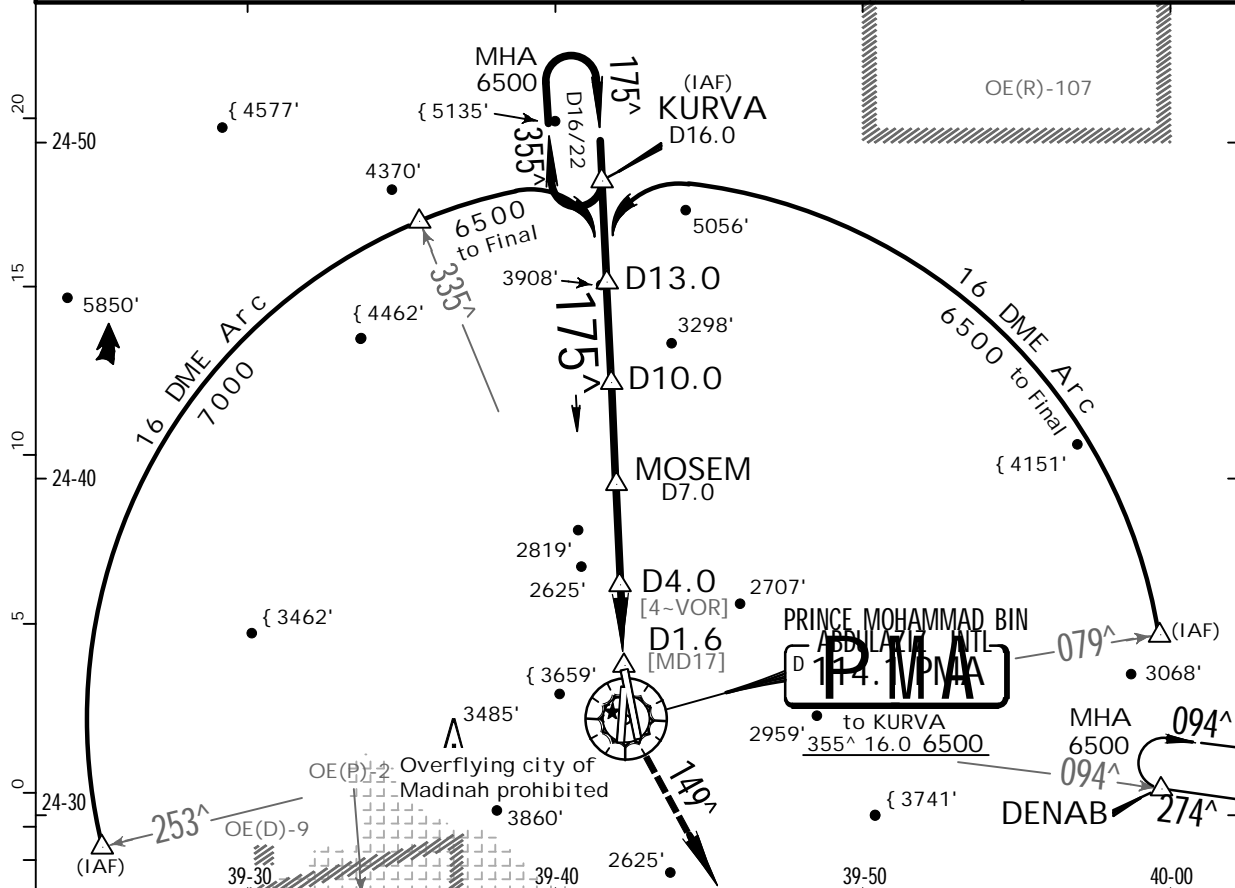 MHA
6500
175^
(IAF)
KURVA
D16.0
OE(R)-107
{ 4577'
{ 5135'
D16/22
355^
20
24-50
4370'
6500
to Final
5056'
335^
3908'
D13.0
15
5850'
{ 4462'
175^
3298'
16 DME Arc
7000
16 DME Arc
6500 to Final
D10.0
{ 4151'
10
24-40
MOSEM
D7.0
2819'
2625'
D4.0
[4~VOR]
2707'
5
{ 3462'
D1.6
[MD17]
PRINCE MOHAMMAD BIN
ABDULAZIZ INTL
D 114.1 PMA
PMA
079^
(IAF)
{ 3659'
3068'
3485'
2959'
to KURVA
355^ 16.0 6500
MHA
6500
094^
094^
OE(P)-2
Overflying city of
Madinah prohibited
149^
0
24-30
{ 3741'
DENAB
274^
253^
OE(D)-9
3860'
(IAF)
2625'
39-30
39-40
39-50
40-00